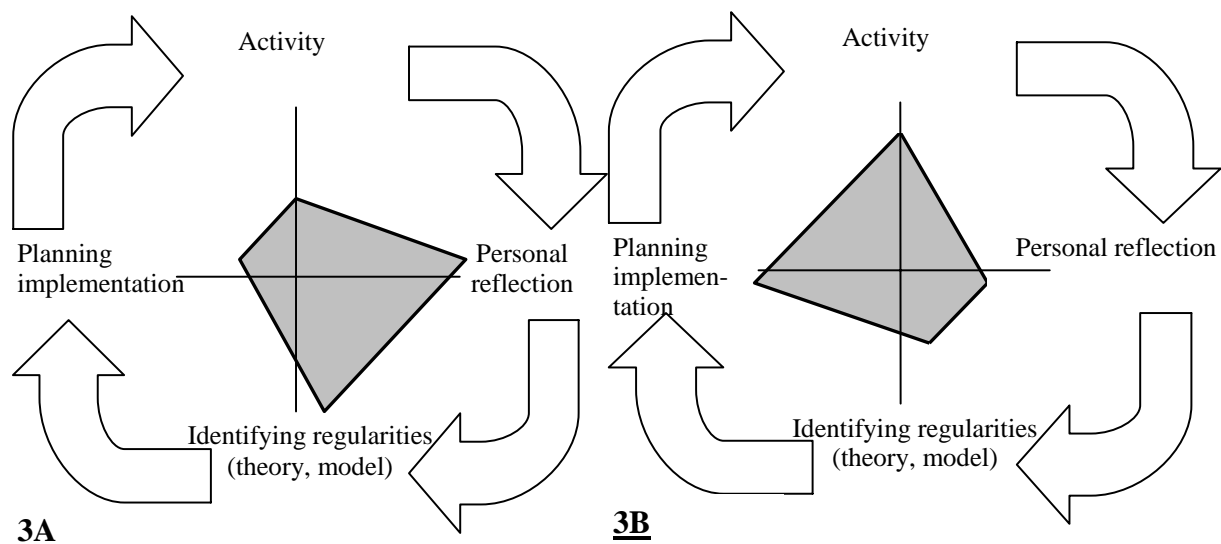 Activity
Planning
implementation
Personal
reflection
Identifying regularities
(theory, model)
3A
Activity
Planning
implemen-
tation
Personal reflection
Identifying regularities
(theory, model)
3B